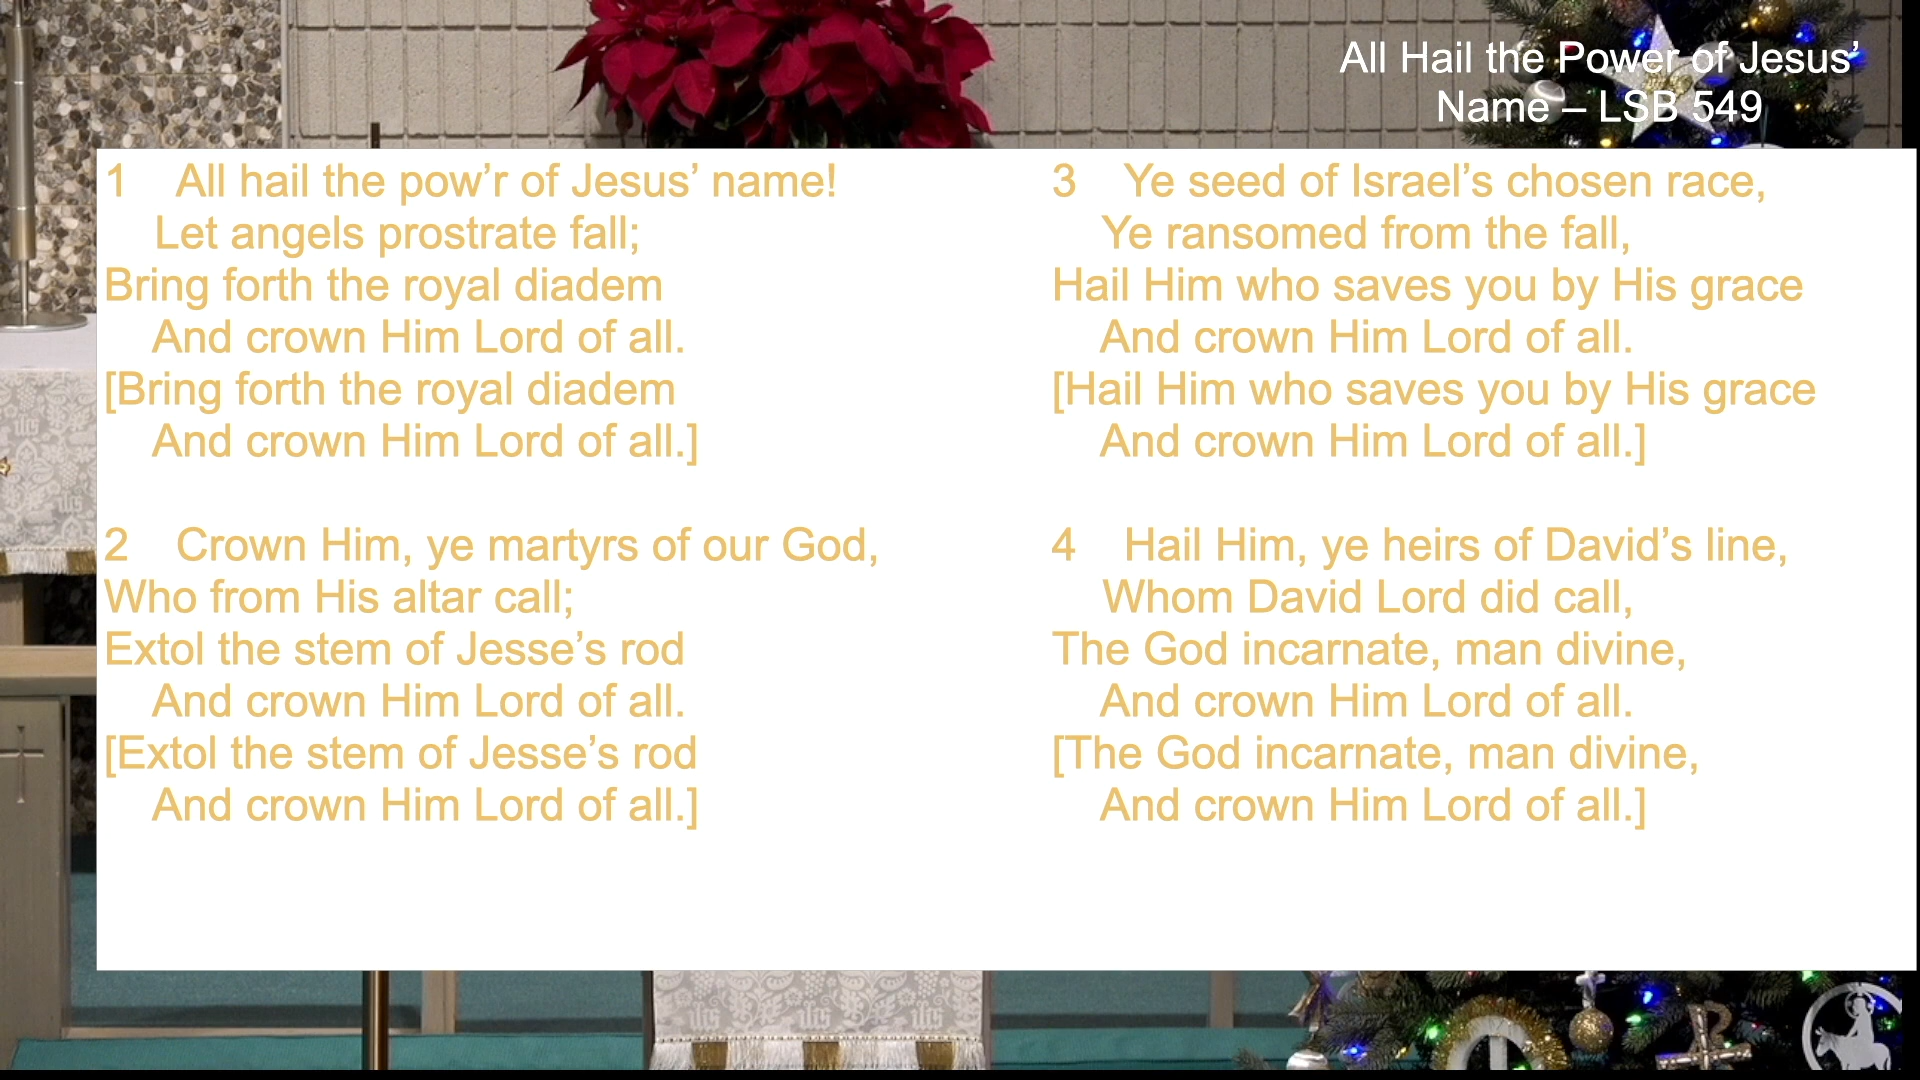 All Hail the Power of Jesus’
Name – LSB 549
1 All hail the pow’r of Jesus’ name!
Let angels prostrate fall;
Bring forth the royal diadem
And crown Him Lord of all.
[Bring forth the royal diadem
And crown Him Lord of all.]
2 Crown Him, ye martyrs of our God,
Who from His altar call;
Extol the stem of Jesse’s rod
And crown Him Lord of all.
[Extol the stem of Jesse’s rod
And crown Him Lord of all.]
3 Ye seed of Israel’s chosen race,
Ye ransomed from the fall,
Hail Him who saves you by His grace
And crown Him Lord of all.
[Hail Him who saves you by His grace
And crown Him Lord of all.]
4 Hail Him, ye heirs of David’s line,
Whom David Lord did call,
The God incarnate, man divine,
And crown Him Lord of all.
[The God incarnate, man divine,
And crown Him Lord of all.]